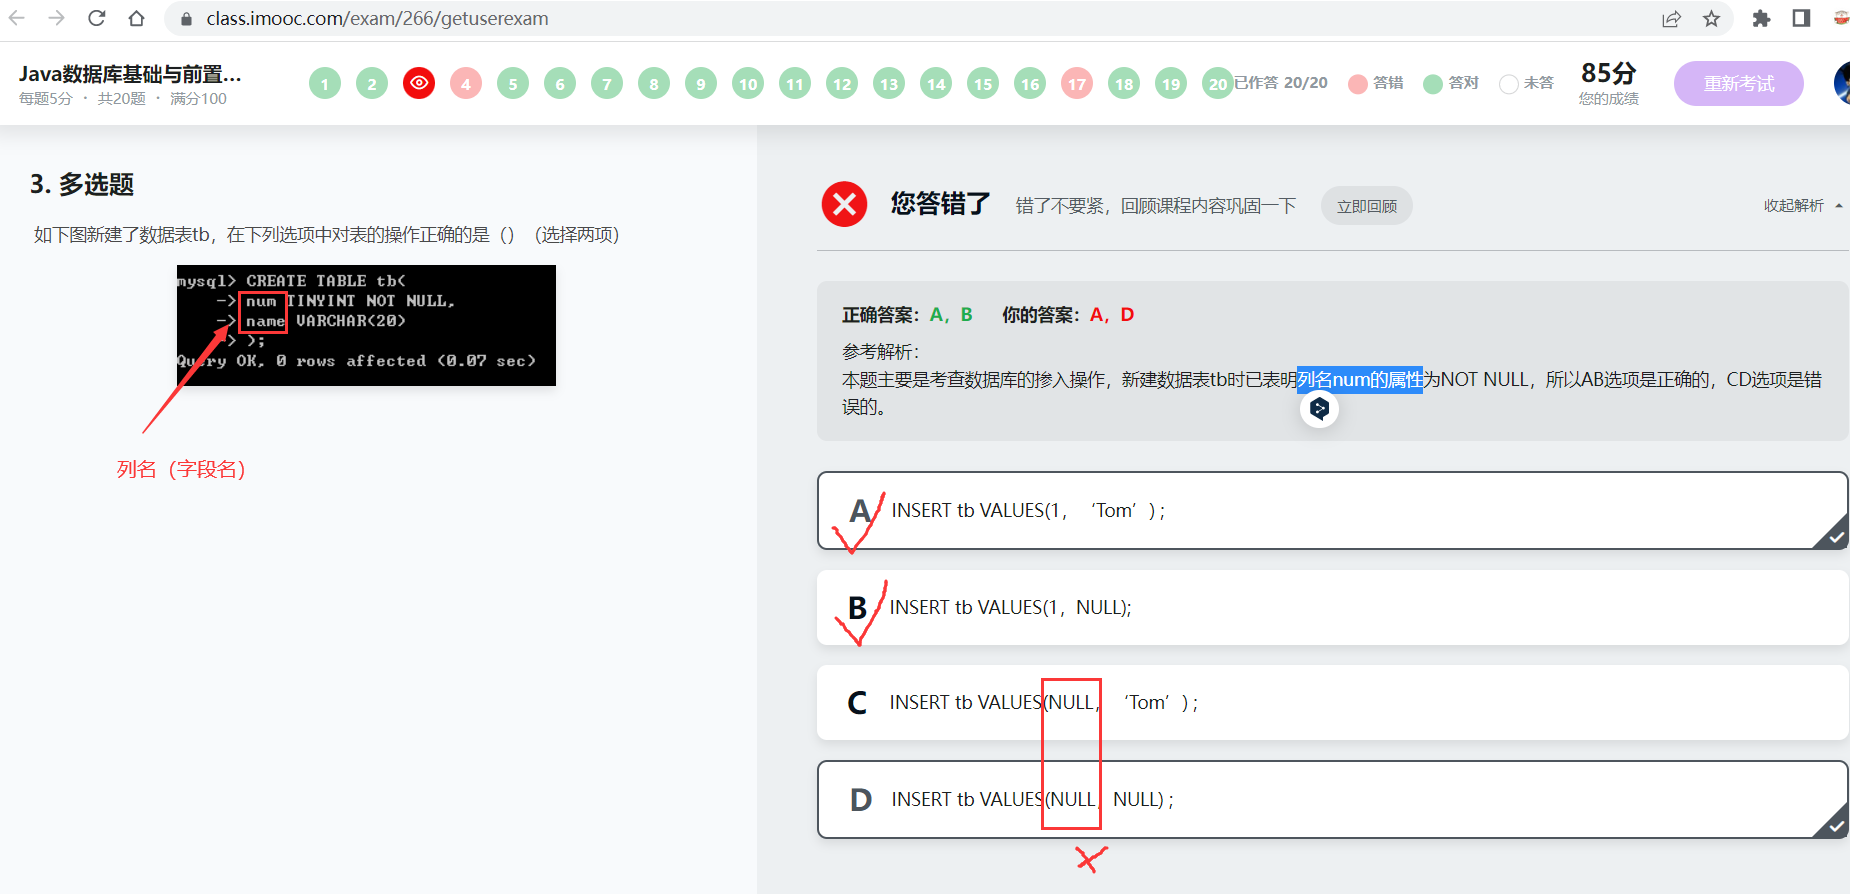 class.imooc.com/exam/266/getuserexam
Java数据库基础与前置...
每题5分 · 共20题 · 满分100
1 2 4 5 6 7 8 9 10 11 12 13 14 15 16 17 18 19 20
已作答 20/20
答错
答对
未答
85分
您的成绩
重新考试
3. 多选题
如下图新建了数据表tb，在下列选项中对表的操作正确的是（）（选择两项）
mysql> CREATE TABLE tb(
-> num TINYINT NOT NULL,
-> name VARCHAR(20)
-> );
Query OK, 0 rows affected (0.07 sec)
列名（字段名）
您答错了
错了不要紧，回顾课程内容巩固一下
立即回顾
收起解析
正确答案：A，B 你的答案：A，D
参考解析：
本题主要是考查数据库的掺入操作，新建数据表tb时已表明列名num的属性为NOT NULL，所以AB选项是正确的，CD选项是错
误的。
A INSERT tb VALUES(1，‘Tom’)；
B INSERT tb VALUES(1，NULL);
C INSERT tb VALUES(NULL，‘Tom’)；
D INSERT tb VALUES(NULL，NULL)；